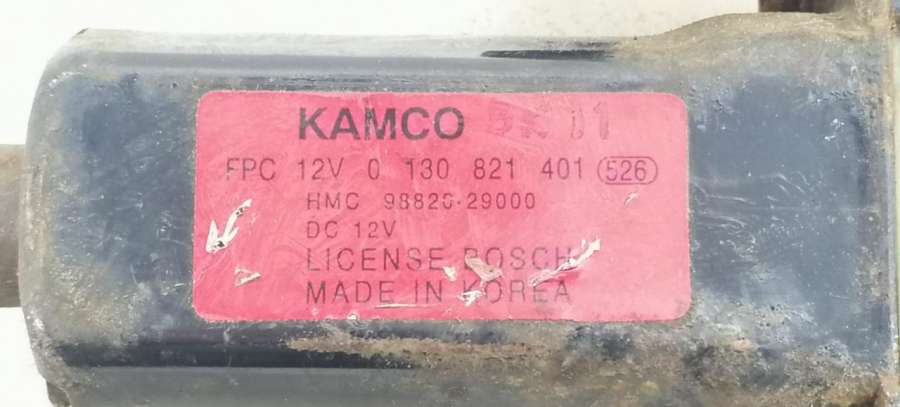 KAMCO
FPC 12V 0 130 821 401 526
HMC 98820-29000
DC 12V
LICENSE BOSCH
MADE IN KOREA